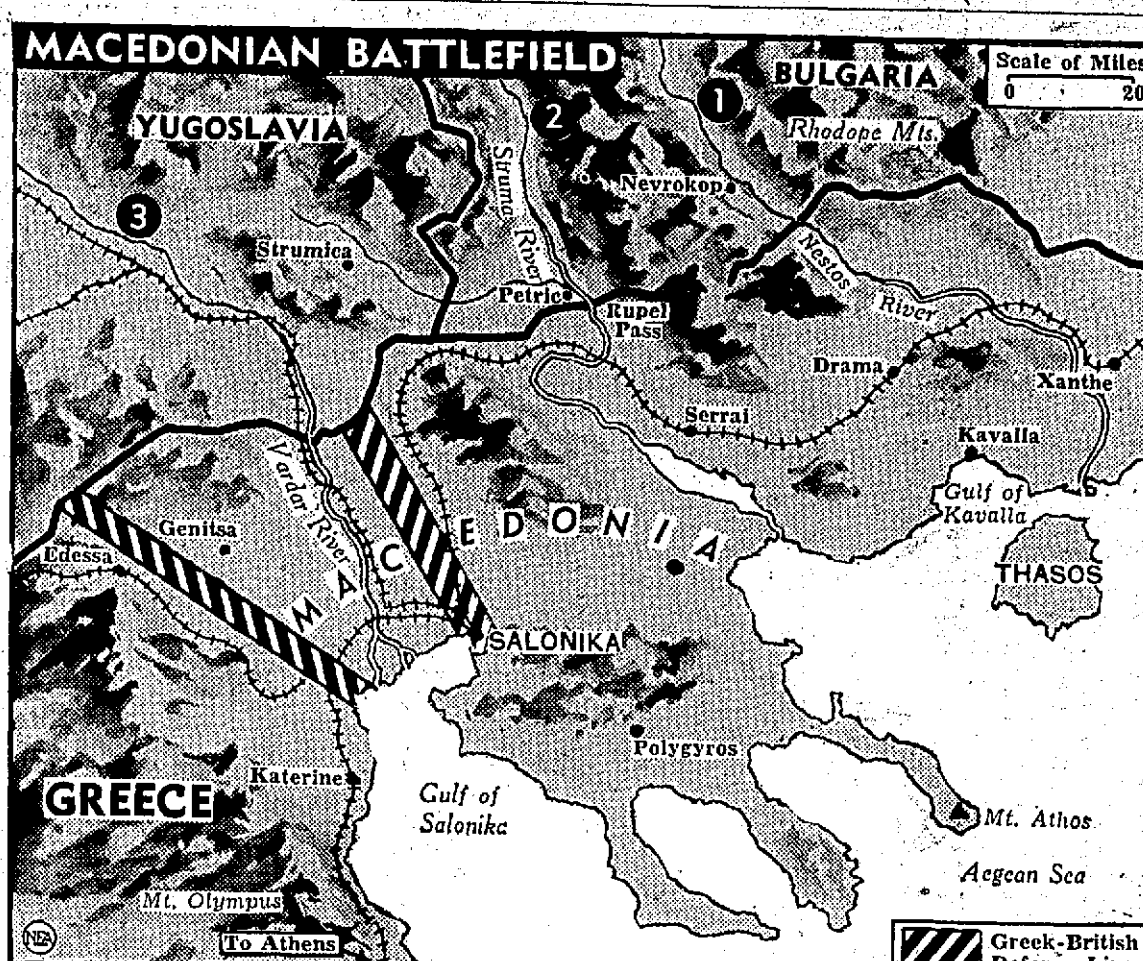 MACEDONIAN BATTLEFIELD
BULGARIA
Scale of Miles
0 20
YUGOSLAVIA
1
2
Rhodope Mts.
Struma River
Nevrokop
3
Strumica
Nestos River
Petric
Rupel
Pass
Drama
Xanthe
Serrai
Kavalla
Vardar River
Gulf of
Kavalla
Genitsa
MACEDONIA
Edessa
THASOS
SALONIKA
Polygyros
Katerine
GREECE
Gulf of
Salonika
Mt. Athos
Aegean Sea
Mt. Olympus
NEA
To Athens
Greek-British